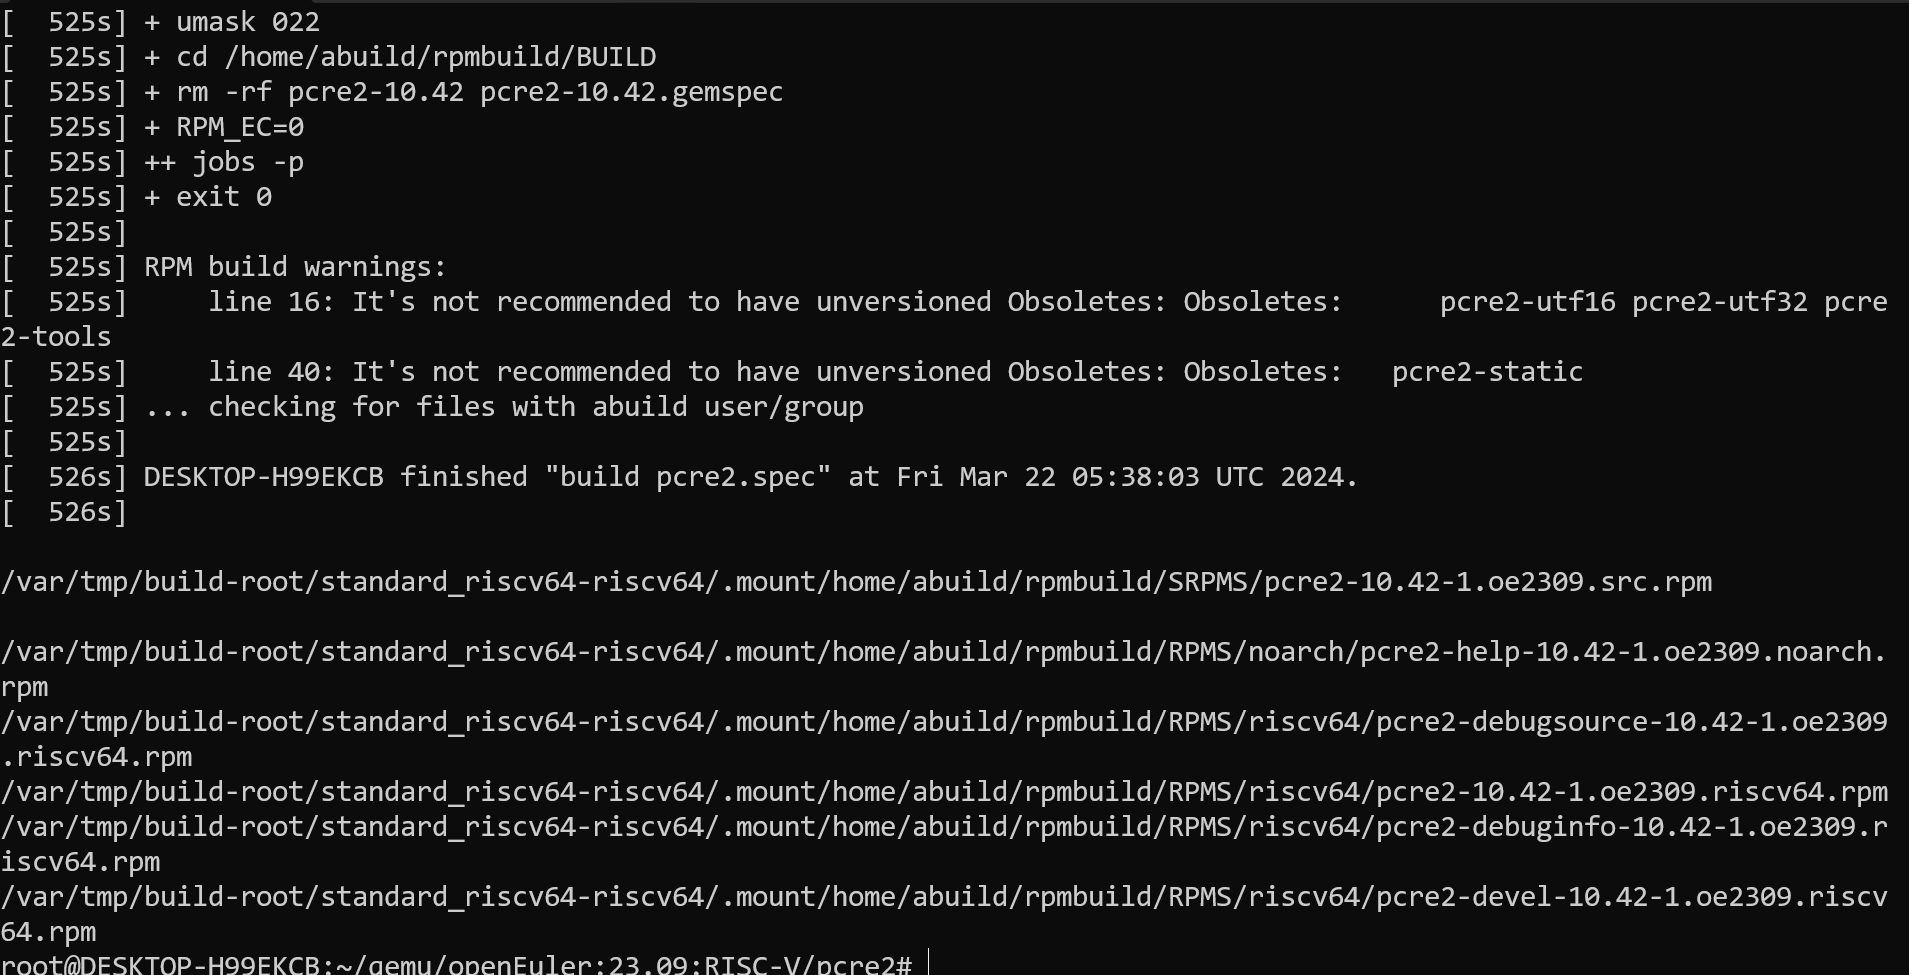 [  525s] + umask 022
[  525s] + cd /home/abuild/rpmbuild/BUILD
[  525s] + rm -rf pcre2-10.42 pcre2-10.42.gemspec
[  525s] + RPM_EC=0
[  525s] ++ jobs -p
[  525s] + exit 0
[  525s]
[  525s] RPM build warnings:
[  525s]     line 16: It's not recommended to have unversioned Obsoletes: Obsoletes:      pcre2-utf16 pcre2-utf32 pcre
2-tools
[  525s]     line 40: It's not recommended to have unversioned Obsoletes: Obsoletes:   pcre2-static
[  525s] ... checking for files with abuild user/group
[  525s]
[  526s] DESKTOP-H99EKCB finished "build pcre2.spec" at Fri Mar 22 05:38:03 UTC 2024.
[  526s]
/var/tmp/build-root/standard_riscv64-riscv64/.mount/home/abuild/rpmbuild/SRPMS/pcre2-10.42-1.oe2309.src.rpm
/var/tmp/build-root/standard_riscv64-riscv64/.mount/home/abuild/rpmbuild/RPMS/noarch/pcre2-help-10.42-1.oe2309.noarch.
rpm
/var/tmp/build-root/standard_riscv64-riscv64/.mount/home/abuild/rpmbuild/RPMS/riscv64/pcre2-debugsource-10.42-1.oe2309
.riscv64.rpm
/var/tmp/build-root/standard_riscv64-riscv64/.mount/home/abuild/rpmbuild/RPMS/riscv64/pcre2-10.42-1.oe2309.riscv64.rpm
/var/tmp/build-root/standard_riscv64-riscv64/.mount/home/abuild/rpmbuild/RPMS/riscv64/pcre2-debuginfo-10.42-1.oe2309.r
iscv64.rpm
/var/tmp/build-root/standard_riscv64-riscv64/.mount/home/abuild/rpmbuild/RPMS/riscv64/pcre2-devel-10.42-1.oe2309.riscv
64.rpm
root@DESKTOP-H99EKCB:~/qemu/openEuler:23.09:RISC-V/pcre2#